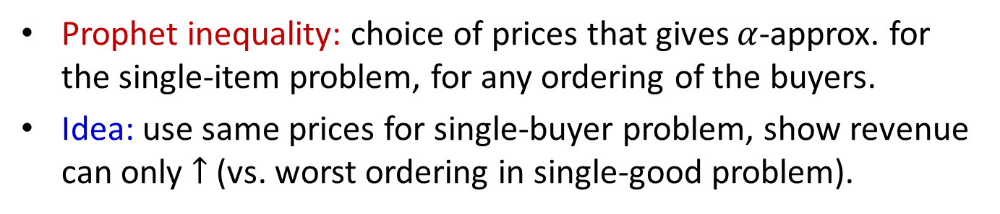 • Prophet inequality: choice of prices that gives 𝛼-approx. for
the single-item problem, for any ordering of the buyers.
• Idea: use same prices for single-buyer problem, show revenue
can only ↑ (vs. worst ordering in single-good problem).